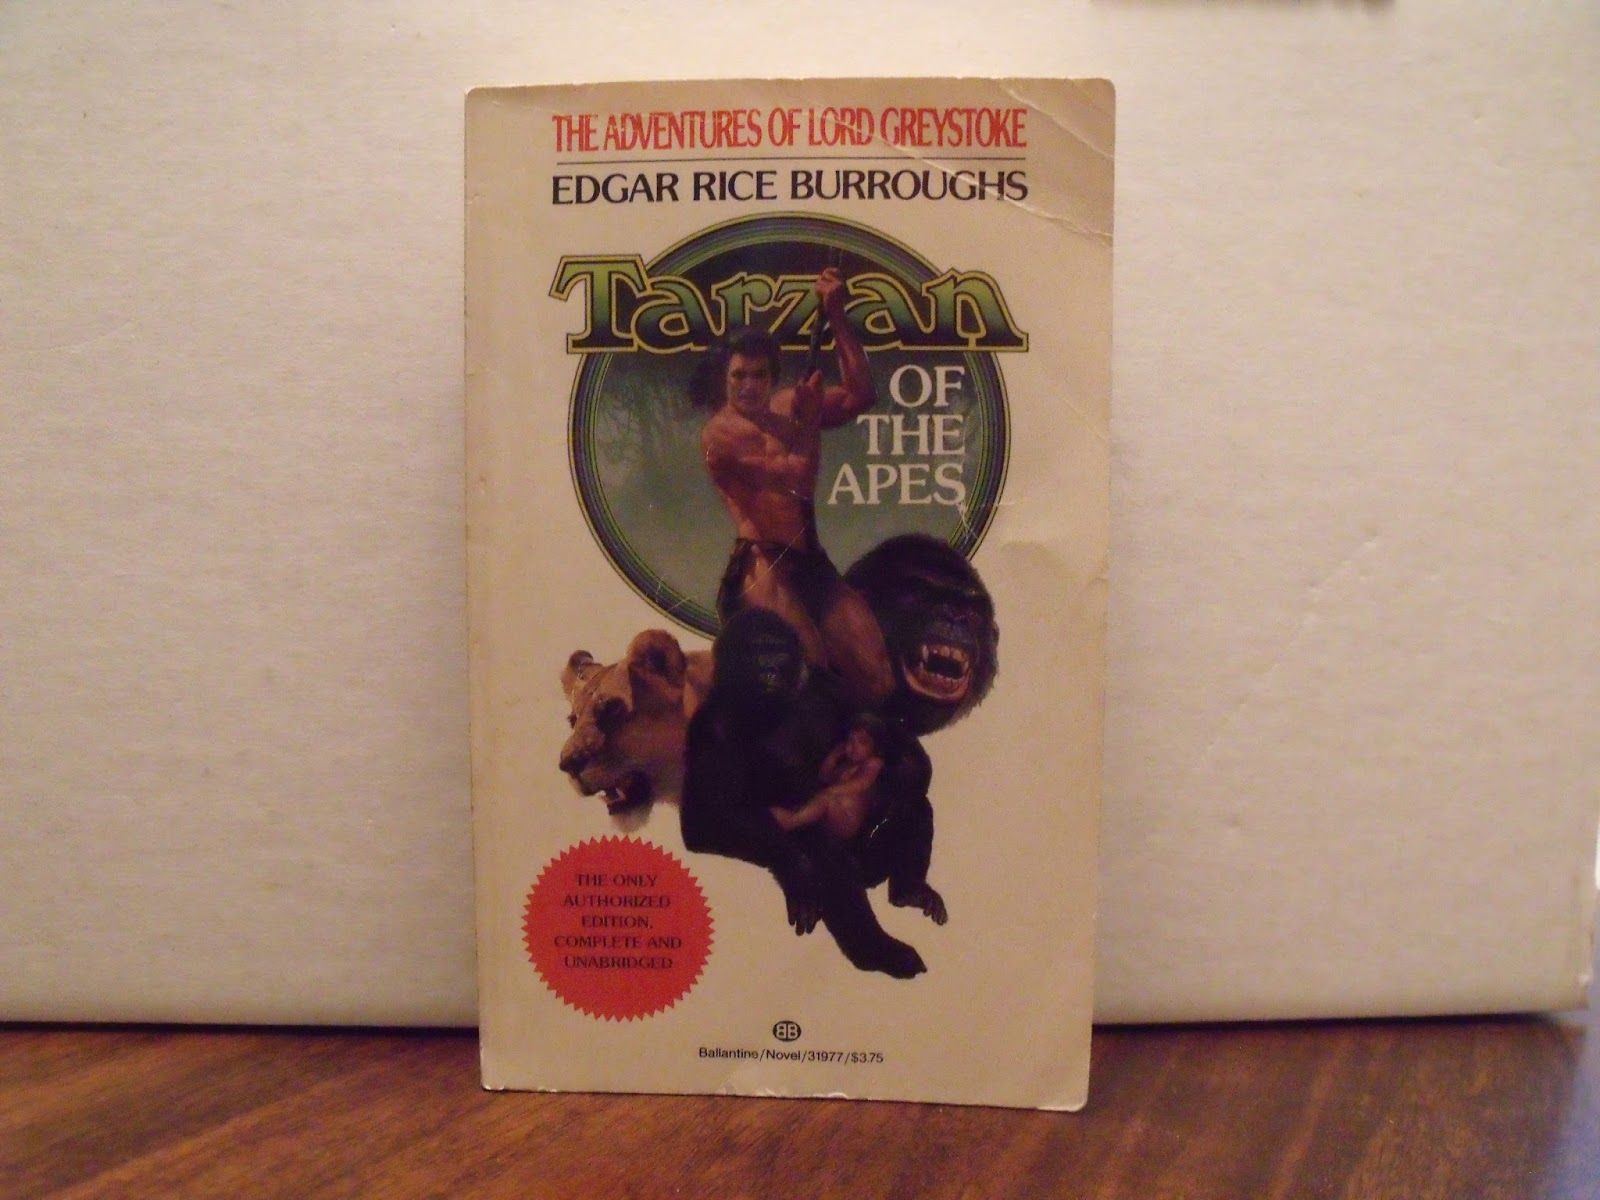 THE ADVENTURES OF LORD GREYSTOKE
EDGAR RICE BURROUGHS
Tarzan
OF
THE
APES
THE ONLY
AUTHORIZED
EDITION,
COMPLETE AND
UNABRIDGED
BB
Ballantine/Novel/31977/$3.75